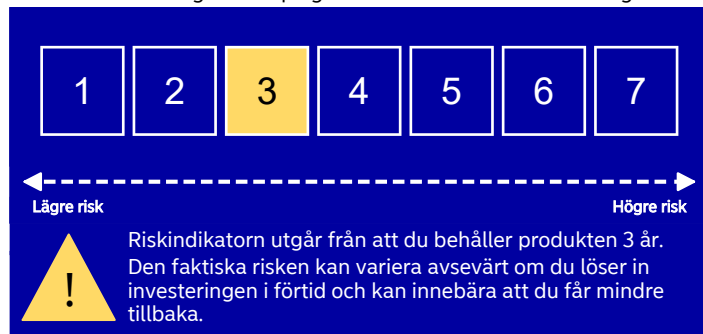 1 2 3 4 5 6 7
Lägre risk Högre risk
Riskindikatorn utgår från att du behåller produkten 3 år.
Den faktiska risken kan variera avsevärt om du löser in
! investeringen i förtid och kan innebära att du får mindre
tillbaka.